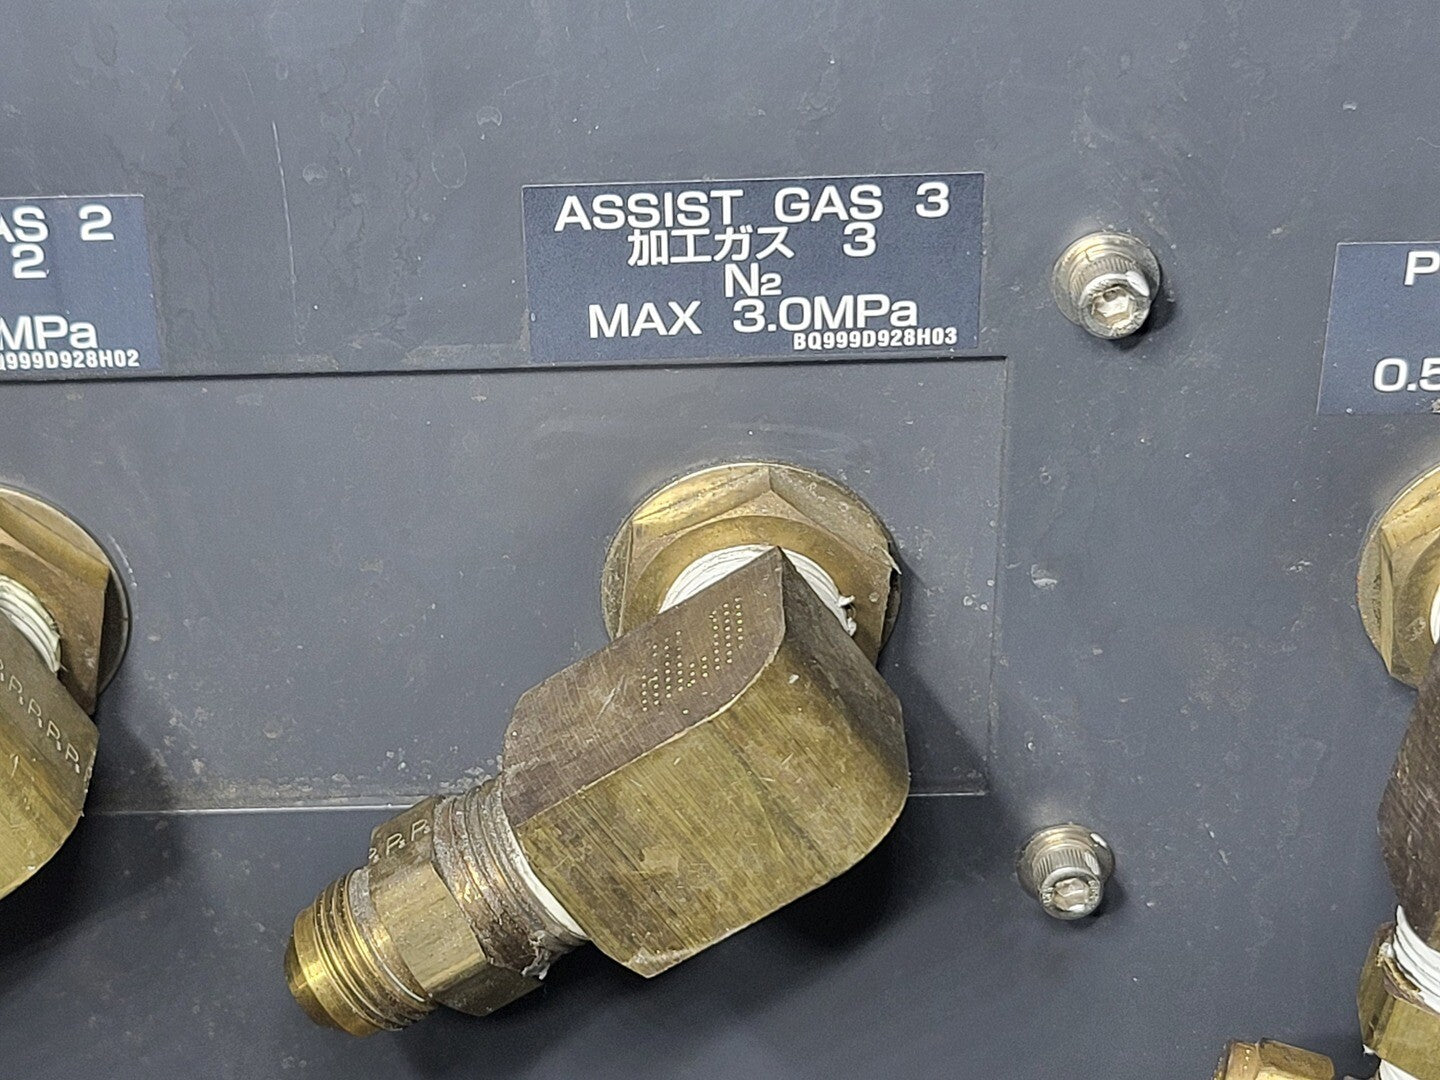 AS 2
2
MPa
999D928H02
ASSIST GAS 3
加工ガス 3
N2
MAX 3.0MPa
BQ999D928H03
P
0.5